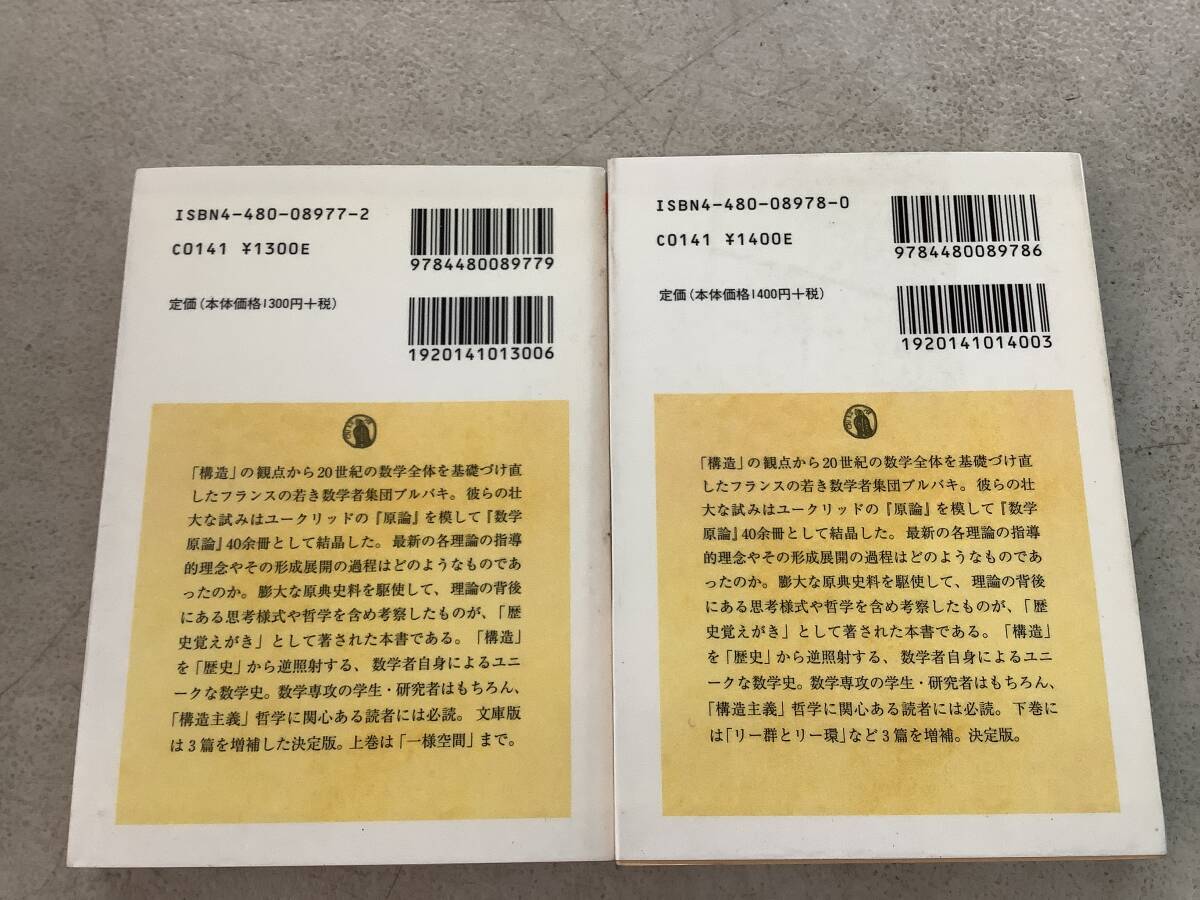 ISBN4-480-08977-2
C0141 ¥1300E
9784480089779
定価(本体価格1300円+税)
1920141013006
「構造」の観点から20世紀の数学全体を基礎づけ直
したフランスの若き数学者集団ブルバキ。彼らの壮
大な試みはユークリッドの『原論』を模して『数学
原論』40余冊として結晶した。最新の各理論の指導
的理念やその形成展開の過程はどのようなものであ
ったのか。膨大な原典史料を駆使して、理論の背後
にある思考様式や哲学を含め考察したものが、「歴
史覚えがき」として著された本書である。「構造」
を「歴史」から逆照射する、数学者自身によるユニ
ークな数学史。数学専攻の学生・研究者はもちろん、
「構造主義」哲学に関心ある読者には必読。文庫版
は3篇を増補した決定版。上巻は「一様空間」まで。
ISBN4-480-08978-0
C0141 ¥1400E
9784480089786
定価(本体価格1400円+税)
1920141014003
「構造」の観点から20世紀の数学全体を基礎づけ直
したフランスの若き数学者集団ブルバキ。彼らの壮
大な試みはユークリッドの『原論』を模して『数学
原論』40余冊として結晶した。最新の各理論の指導
的理念やその形成展開の過程はどのようなものであ
ったのか。膨大な原典史料を駆使して、理論の背後
にある思考様式や哲学を含め考察したものが、「歴
史覚えがき」として著された本書である。「構造」
を「歴史」から逆照射する、数学者自身によるユニ
ークな数学史。数学専攻の学生・研究者はもちろん、
「構造主義」哲学に関心ある読者には必読。下巻に
は「リー群とリー環」など3篇を増補。決定版。